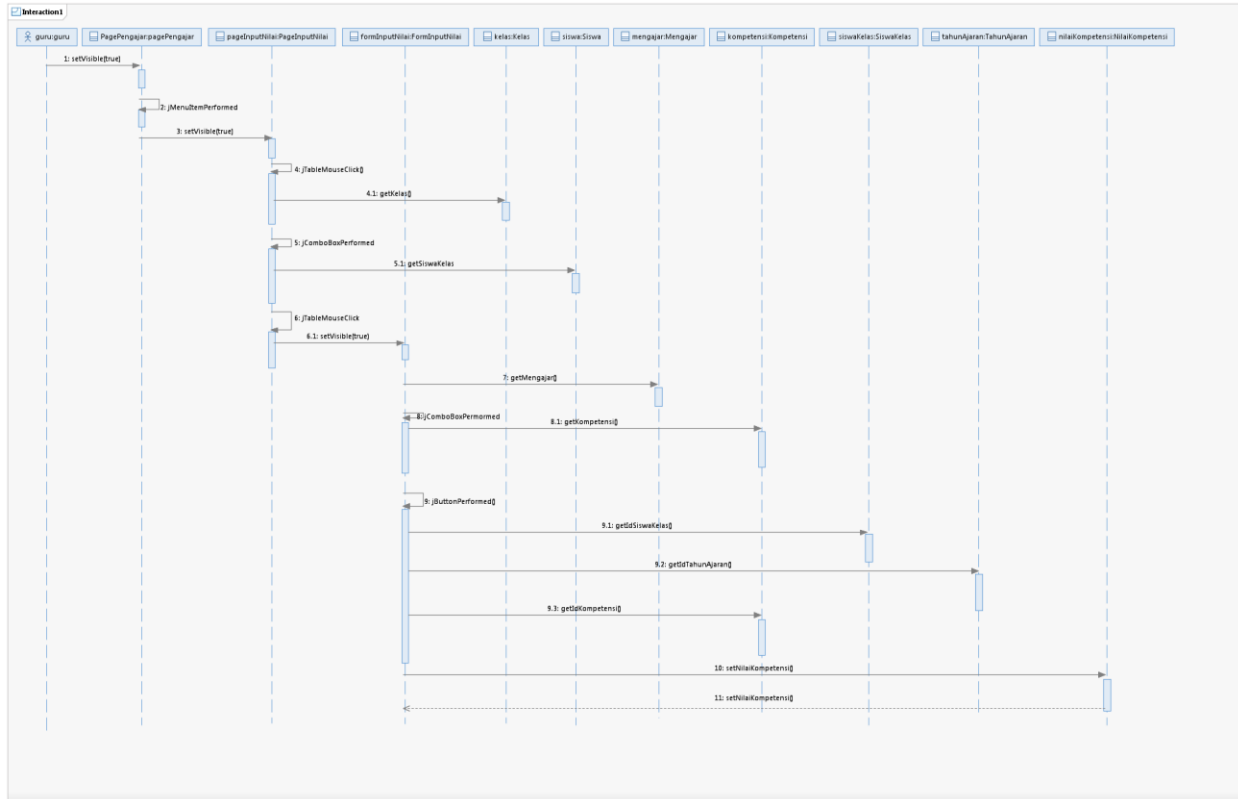 Interaction1
guru:guru
PagePengajar:pagePengajar
pageInputNilai:PageInputNilai
formInputNilai:FormInputNilai
kelas:Kelas
siswa:Siswa
mengajar:Mengajar
kompetensi:Kompetensi
siswaKelas:SiswaKelas
tahunAjaran:TahunAjaran
nilaiKompetensi:NilaiKompetensi
1: setVisible(true)
2: jMenuItemPerformed
3: setVisible(true)
4: jTableMouseClick()
4.1: getKelas()
5: jComboBoxPerformed
5.1: getSiswaKelas
6: jTableMouseClick
6.1: setVisible(true)
7: getMengajar()
8: jComboBoxPermormed
8.1: getKompetensi()
9: jButtonPerformed()
9.1: getIdSiswaKelas()
9.2: getIdTahunAjaran()
9.3: getIdKompetensi()
10: setNilaiKompetensi()
11: setNilaiKompetensi()